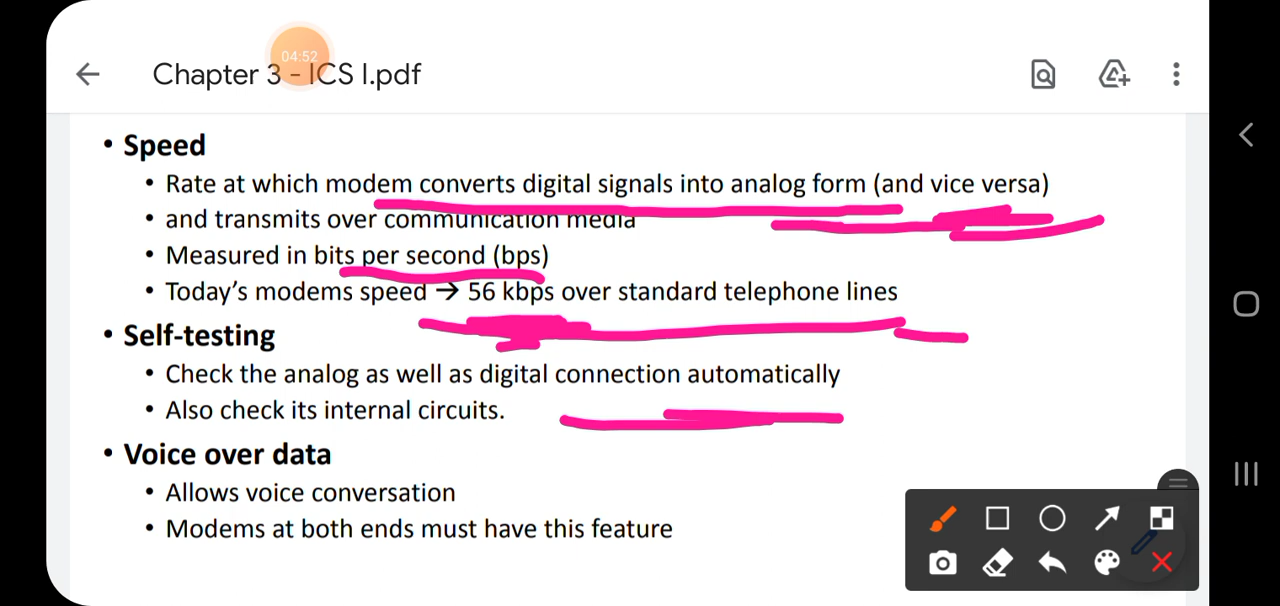 04:52
Chapter 3 - ICS I.pdf
• Speed
• Rate at which modem converts digital signals into analog form (and vice versa)
• and transmits over communication media
• Measured in bits per second (bps)
• Today’s modems speed → 56 kbps over standard telephone lines
• Self-testing
• Check the analog as well as digital connection automatically
• Also check its internal circuits.
• Voice over data
• Allows voice conversation
• Modems at both ends must have this feature